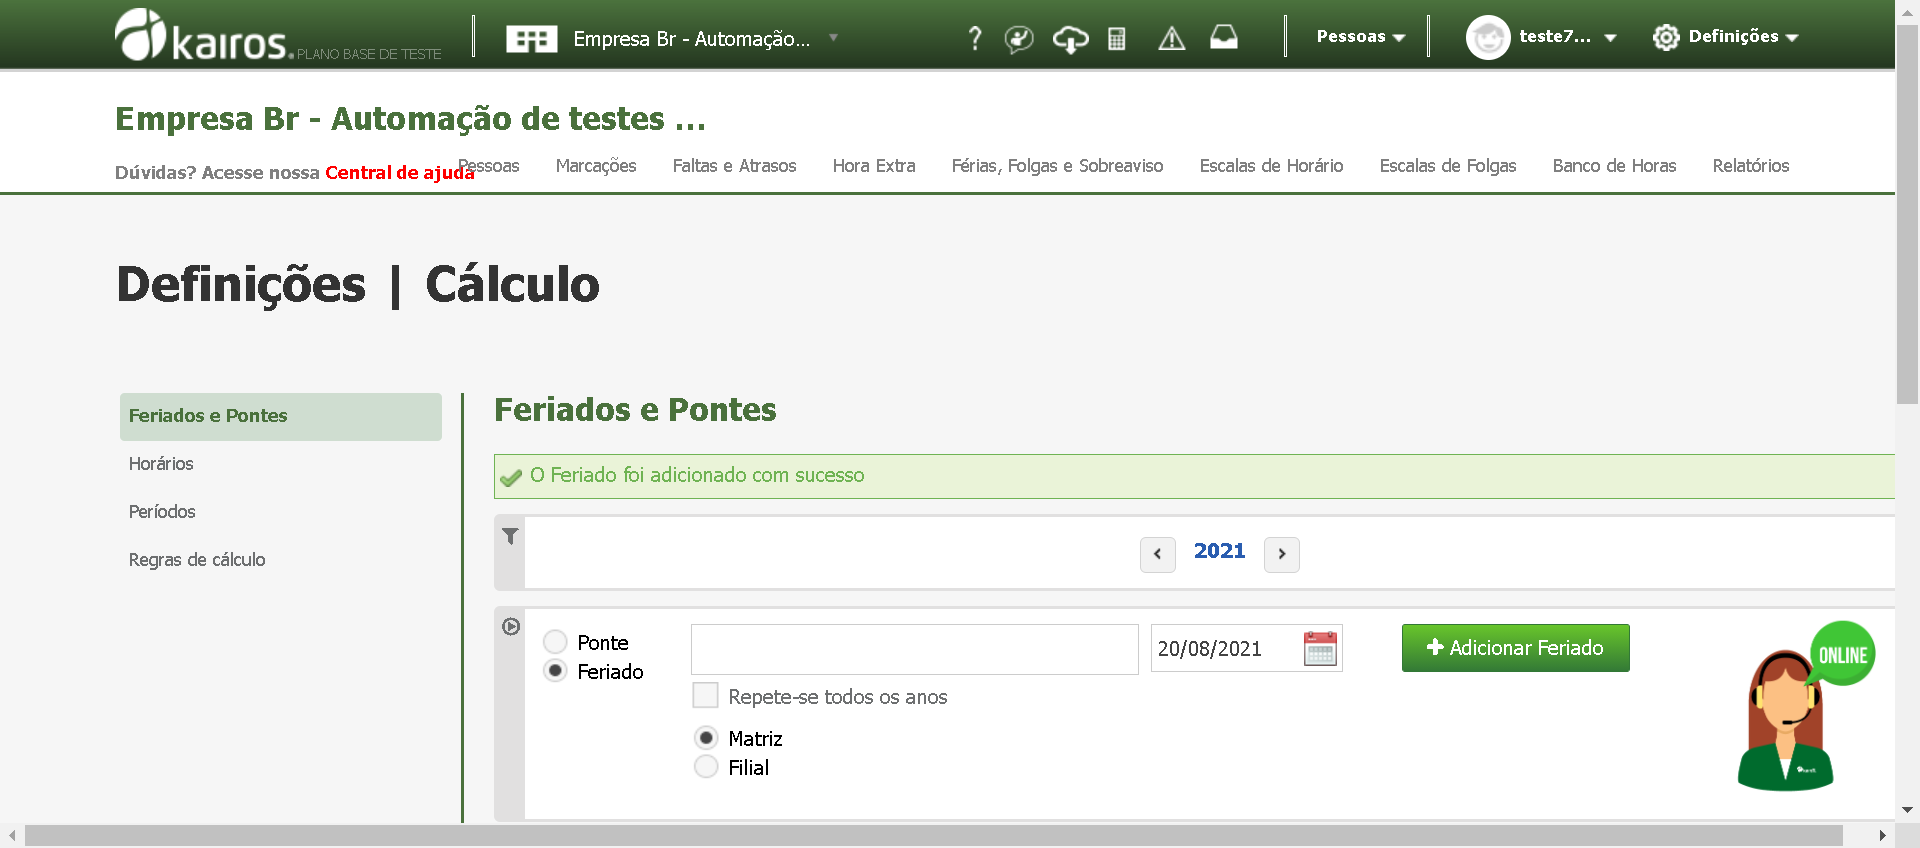 kairos. PLANO BASE DE TESTE
Empresa Br - Automação...
?
Pessoas
teste7...
Definições
Empresa Br - Automação de testes ...
Dúvidas? Acesse nossa Central de ajuda
Pessoas Marcações Faltas e Atrasos Hora Extra Férias, Folgas e Sobreaviso Escalas de Horário Escalas de Folgas Banco de Horas Relatórios
Definições | Cálculo
Feriados e Pontes
Horários
Períodos
Regras de cálculo
Feriados e Pontes
O Feriado foi adicionado com sucesso
2021
Ponte
Feriado
20/08/2021
Adicionar Feriado
Repete-se todos os anos
Matriz
Filial
ONLINE